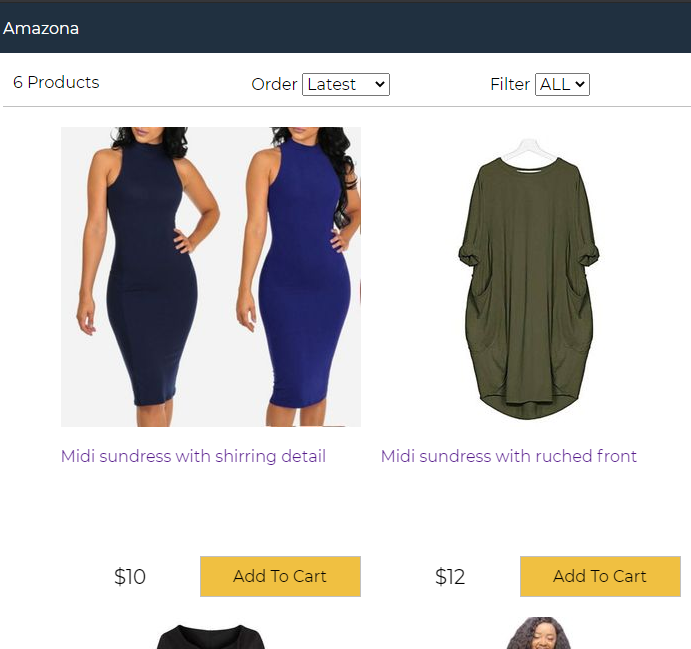 Amazona
6 Products Order Latest Filter ALL
Midi sundress with shirring detail Midi sundress with ruched front
$10 Add To Cart $12 Add To Cart